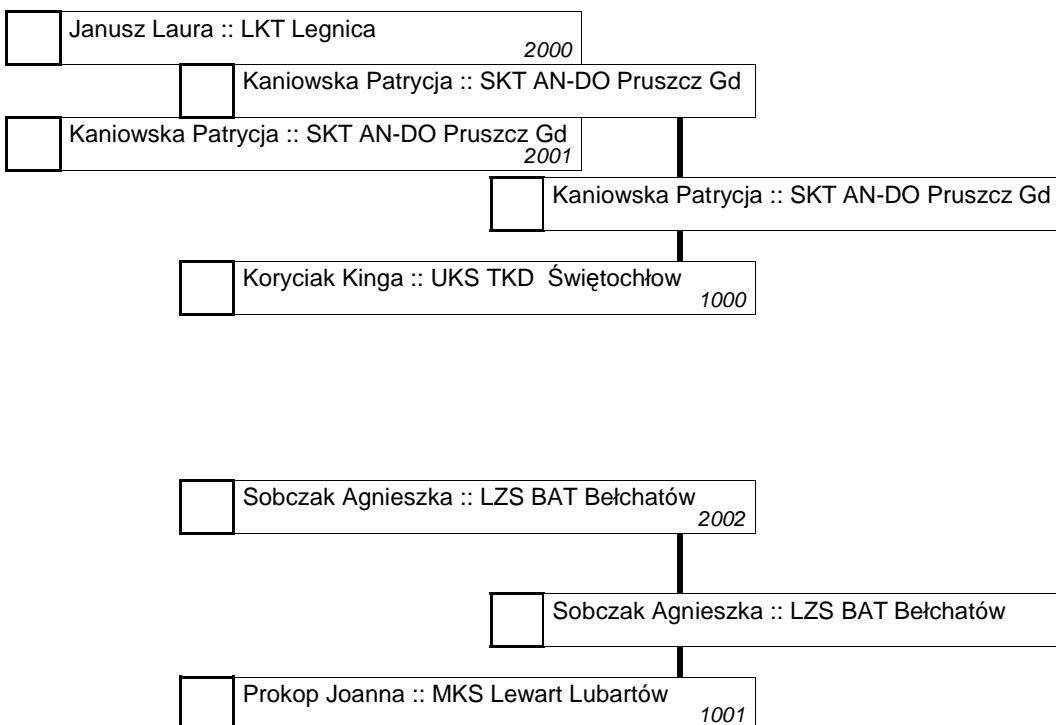 Janusz Laura :: LKT Legnica
2000
Kaniowska Patrycja :: SKT AN-DO Pruszcz Gd
Kaniowska Patrycja :: SKT AN-DO Pruszcz Gd
2001
Kaniowska Patrycja :: SKT AN-DO Pruszcz Gd
Koryciak Kinga :: UKS TKD  Świętochłow
1000
Sobczak Agnieszka :: LZS BAT Bełchatów
2002
Sobczak Agnieszka :: LZS BAT Bełchatów
Prokop Joanna :: MKS Lewart Lubartów
1001